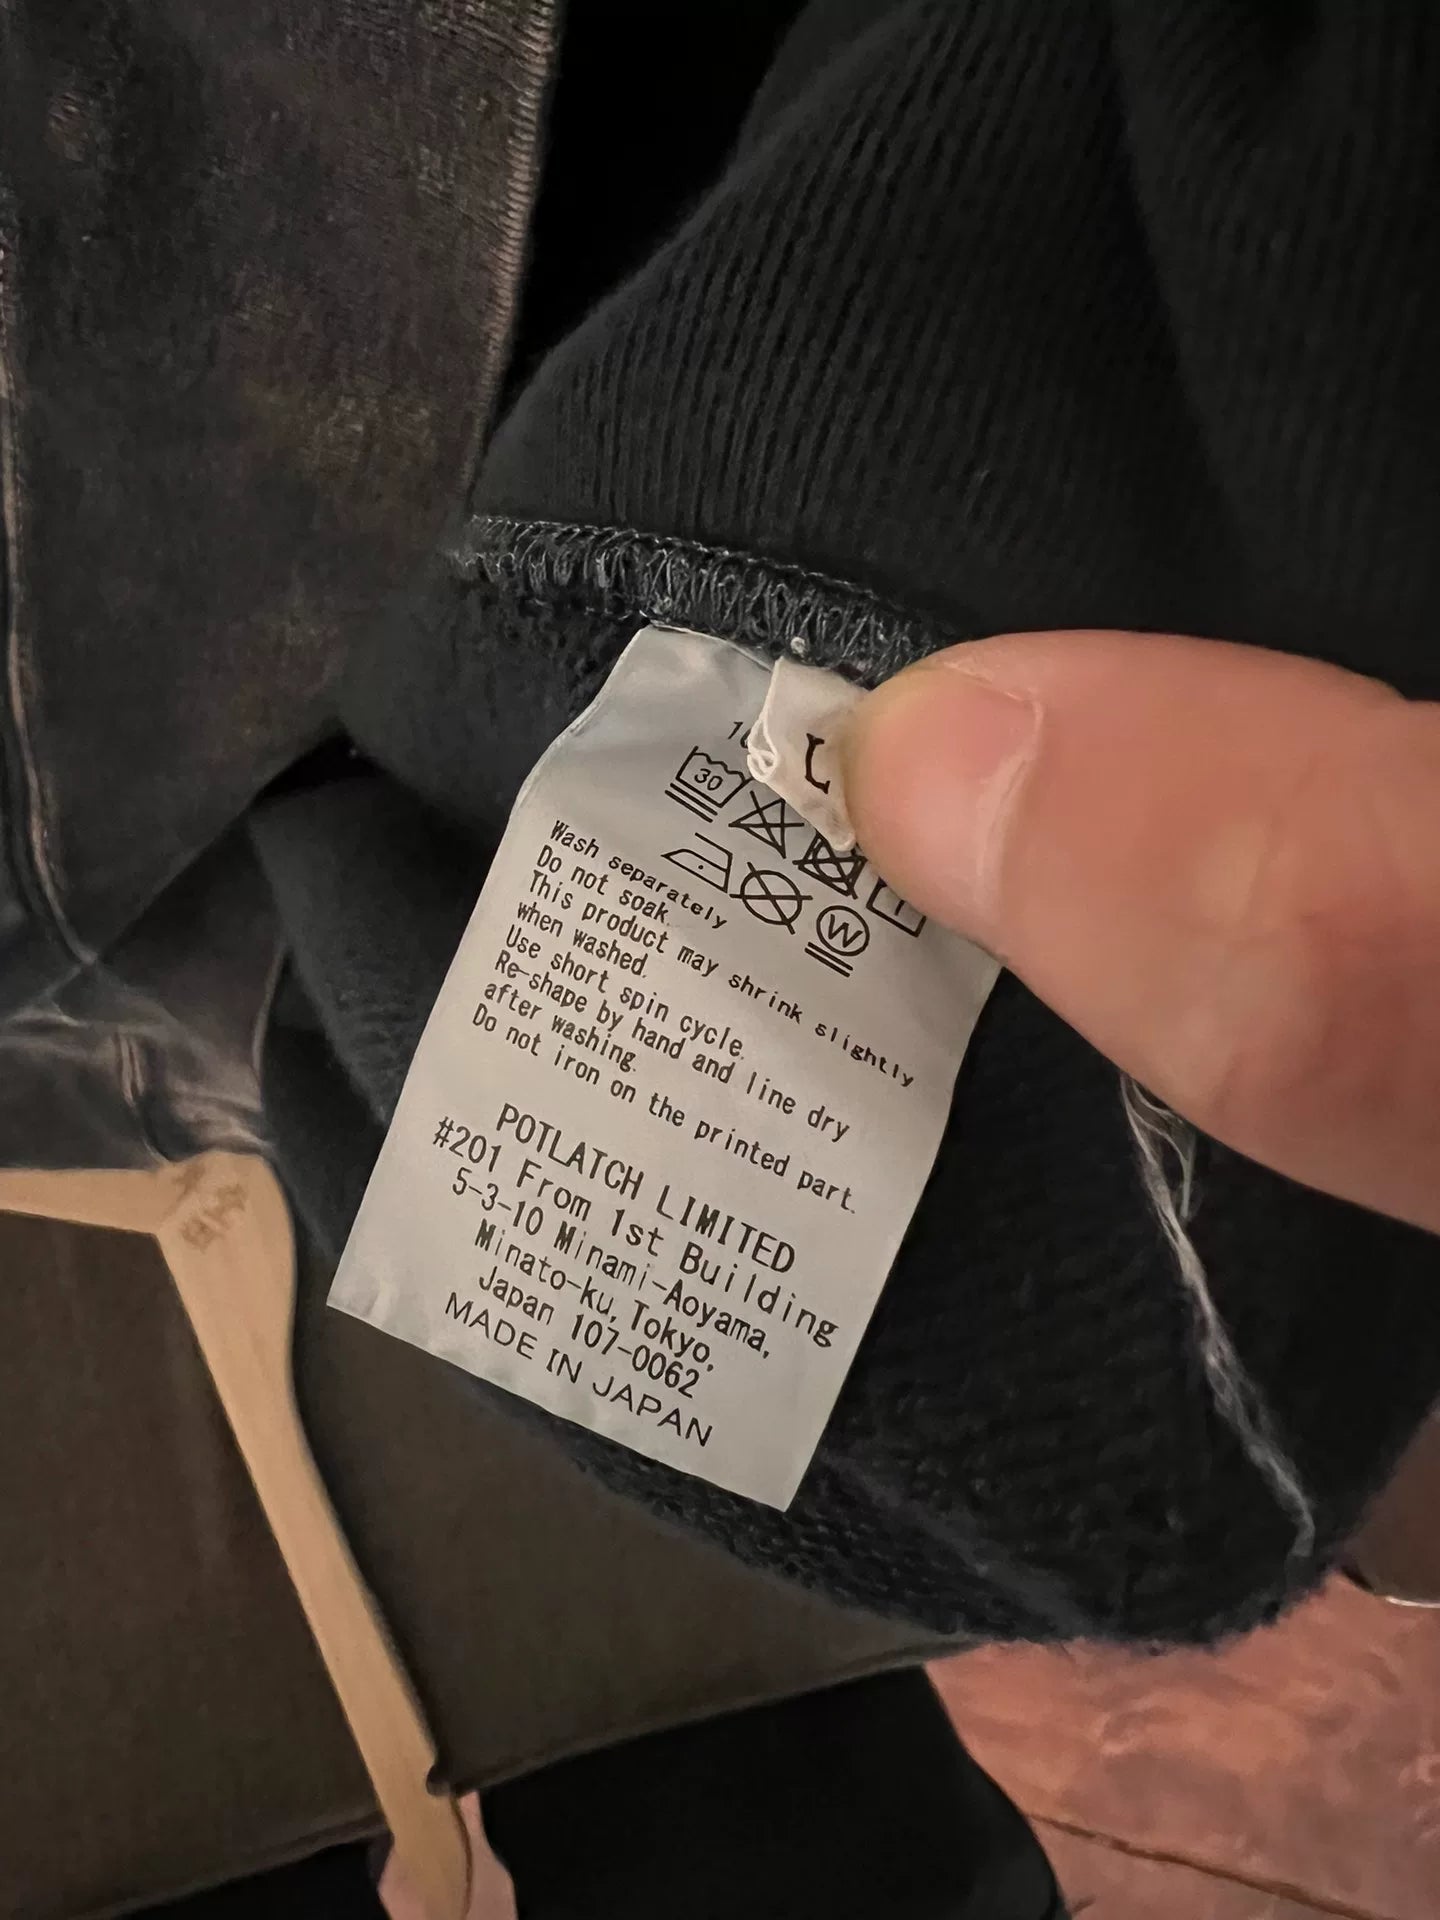 L
30
W
Wash separately
Do not soak.
This product may shrink slightly
when washed.
Use short spin cycle.
Re-shape by hand and line dry
after washing.
Do not iron on the printed part.
POTLATCH LIMITED
#201 From 1st Building
5-3-10 Minami-Aoyama,
Minato-ku, Tokyo,
Japan 107-0062
MADE IN JAPAN